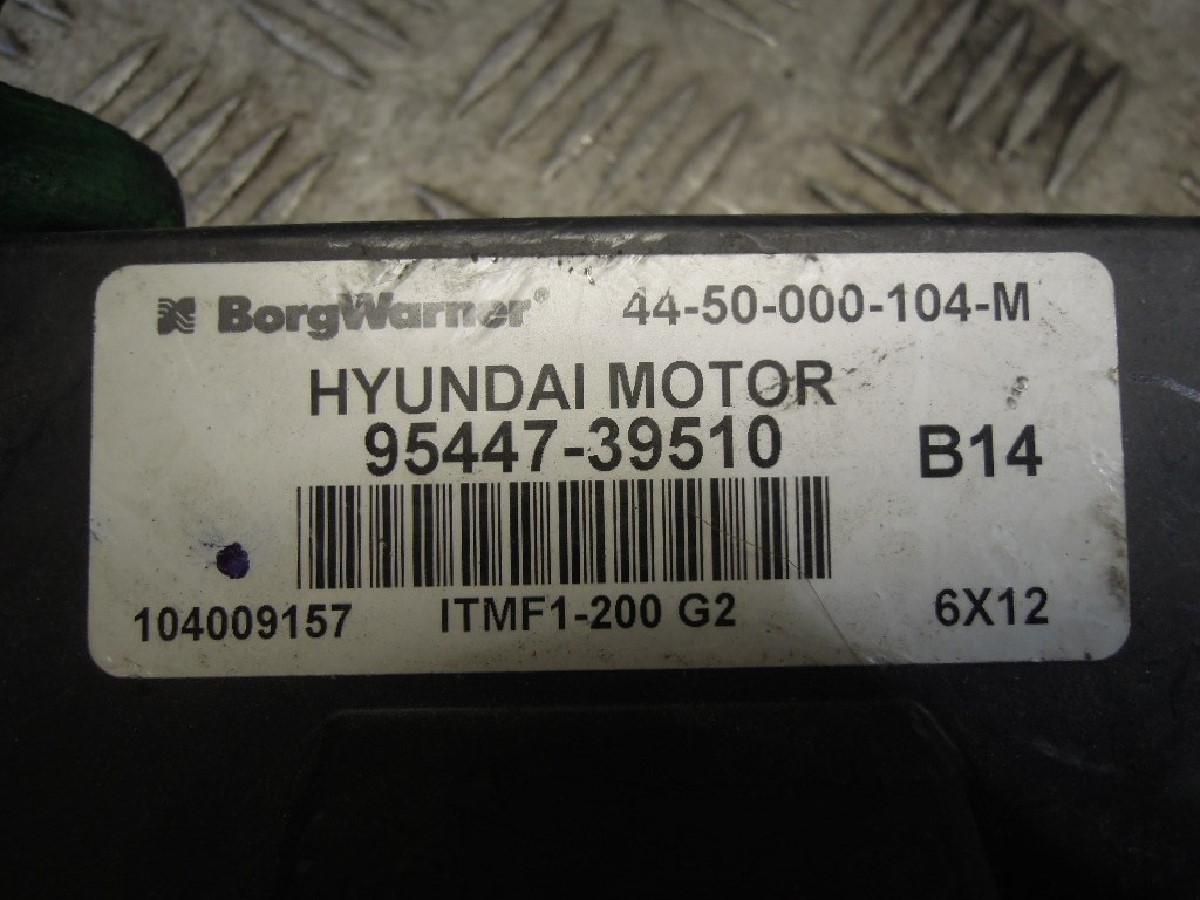 BorgWarner® 44-50-000-104-M
HYUNDAI MOTOR
95447-39510 B14
104009157 ITMF1-200 G2 6X12